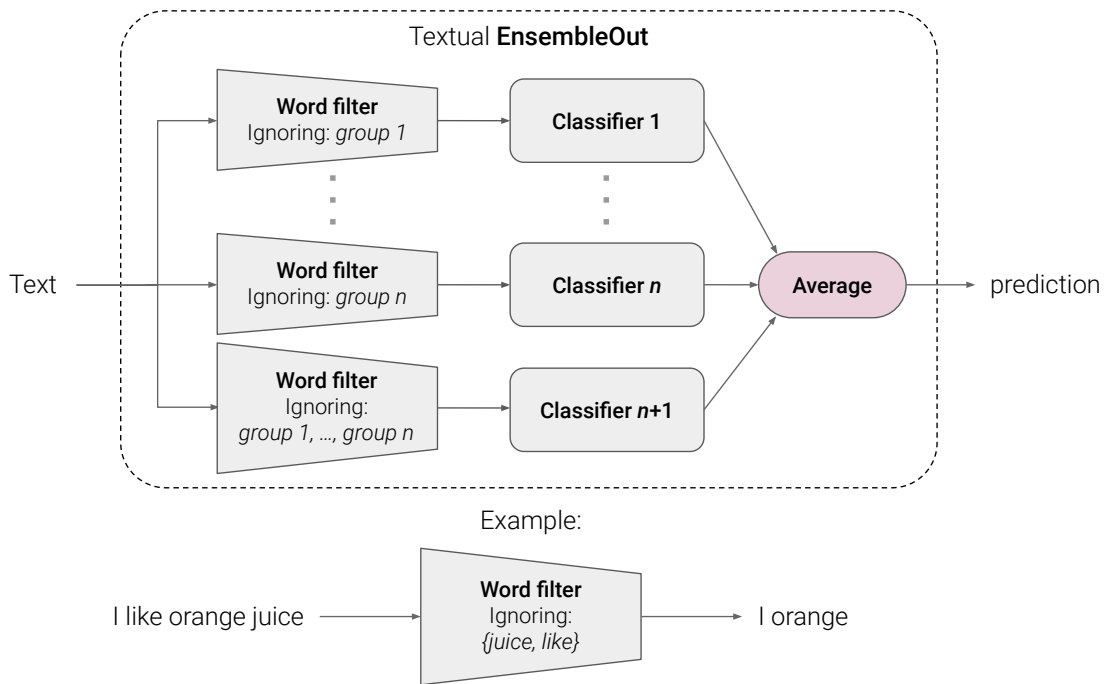 Textual EnsembleOut
Word filter
Ignoring: group 1
Classifier 1
Text
Word filter
Ignoring: group n
Classifier n
Average
prediction
Word filter
Ignoring:
group 1, ..., group n
Classifier n+1
Example:
I like orange juice
Word filter
Ignoring:
{juice, like}
I orange